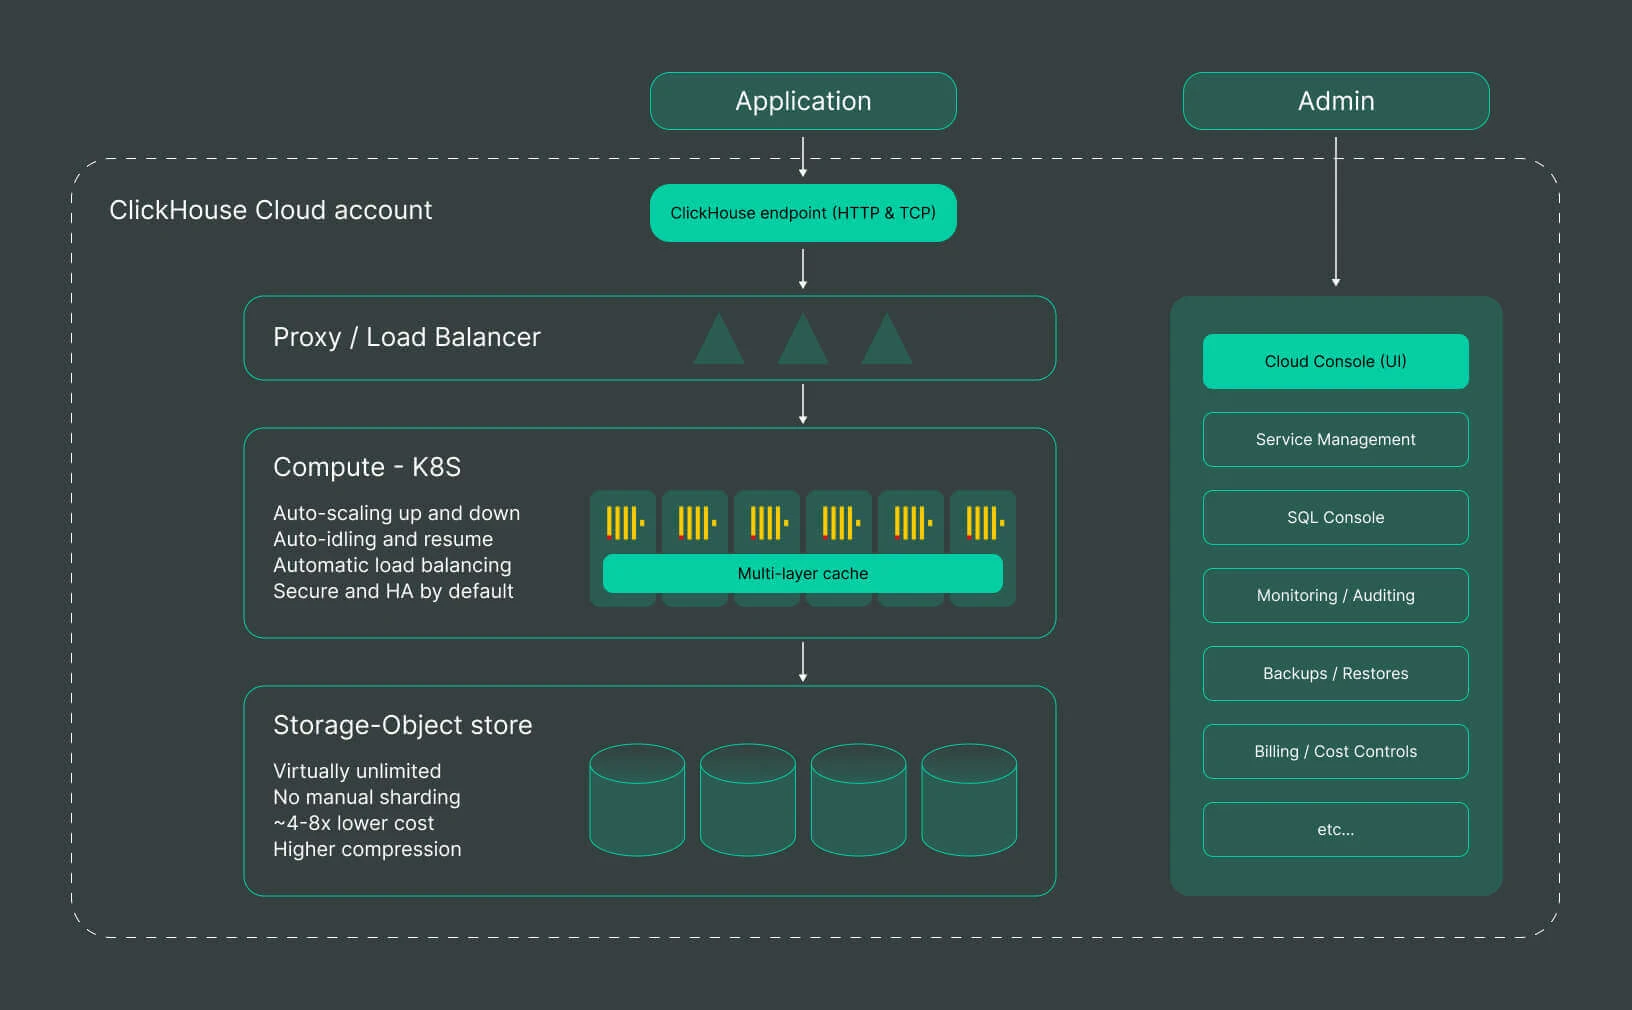 Application
Admin
ClickHouse Cloud account
ClickHouse endpoint (HTTP & TCP)
Proxy / Load Balancer
Compute - K8S
Auto-scaling up and down
Auto-idling and resume
Automatic load balancing
Secure and HA by default
Multi-layer cache
Storage-Object store
Virtually unlimited
No manual sharding
~4-8x lower cost
Higher compression
Cloud Console (UI)
Service Management
SQL Console
Monitoring / Auditing
Backups / Restores
Billing / Cost Controls
etc...